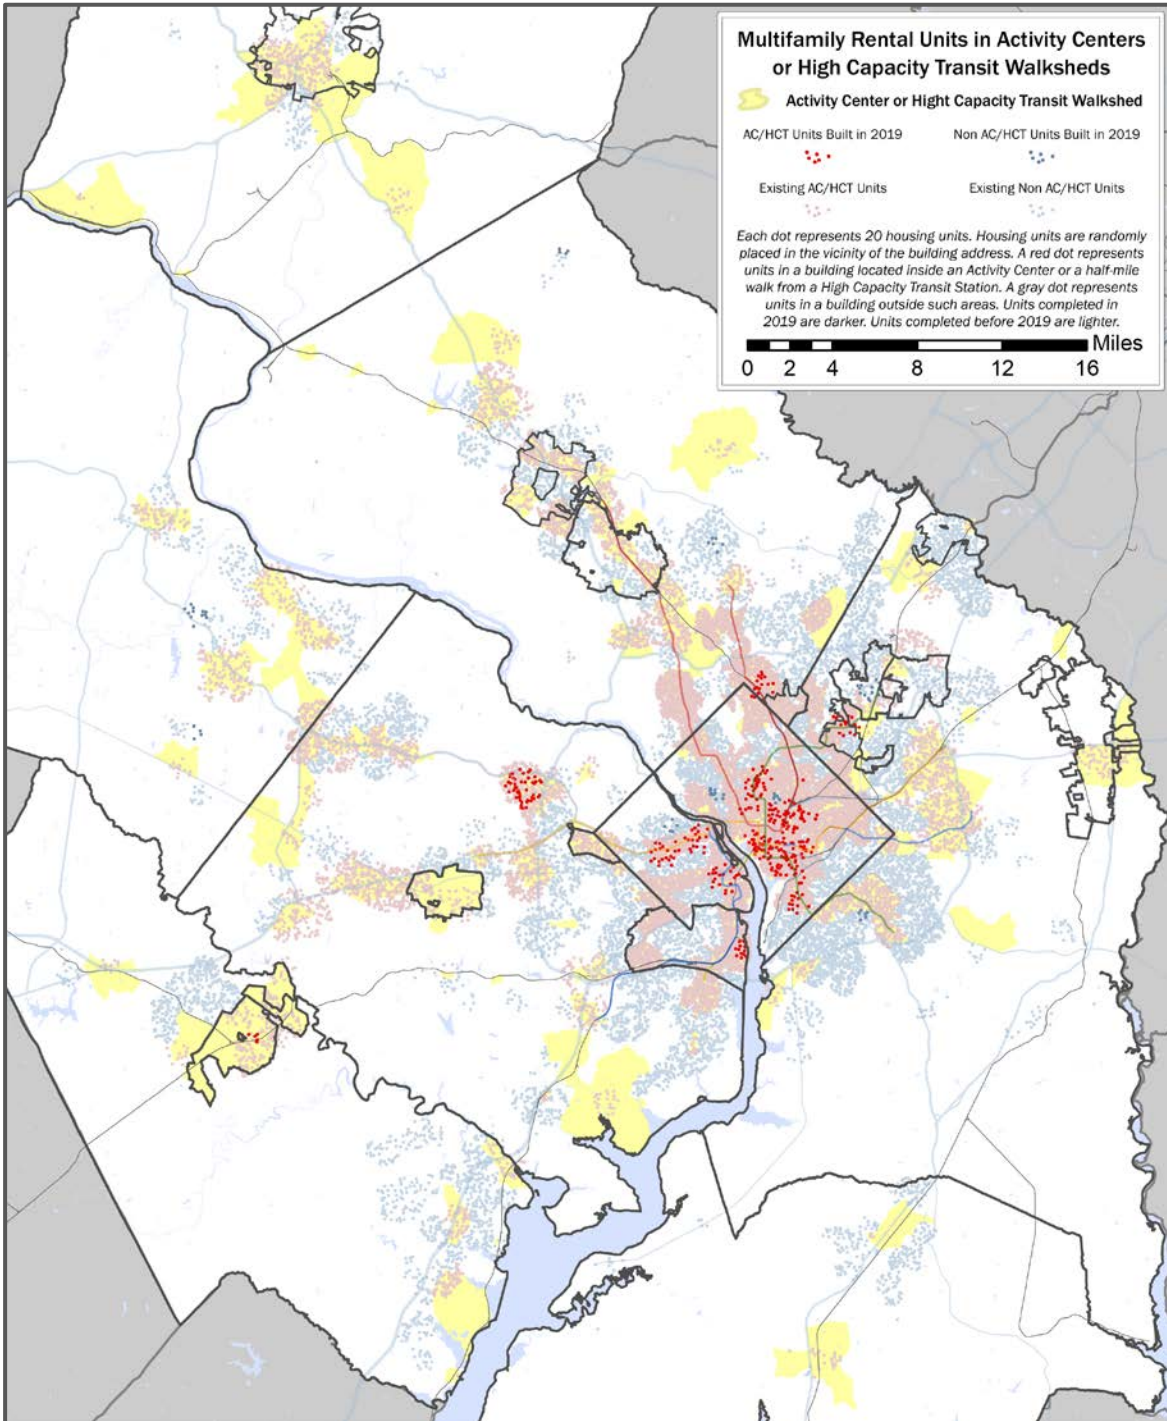 Multifamily Rental Units in Activity Centers
or High Capacity Transit Walksheds
Activity Center or Hight Capacity Transit Walkshed
AC/HCT Units Built in 2019
Non AC/HCT Units Built in 2019
Existing AC/HCT Units
Existing Non AC/HCT Units
Each dot represents 20 housing units. Housing units are randomly
placed in the vicinity of the building address. A red dot represents
units in a building located inside an Activity Center or a half-mile
walk from a High Capacity Transit Station. A gray dot represents
units in a building outside such areas. Units completed in
2019 are darker. Units completed before 2019 are lighter.
Miles
0 2 4 8 12 16